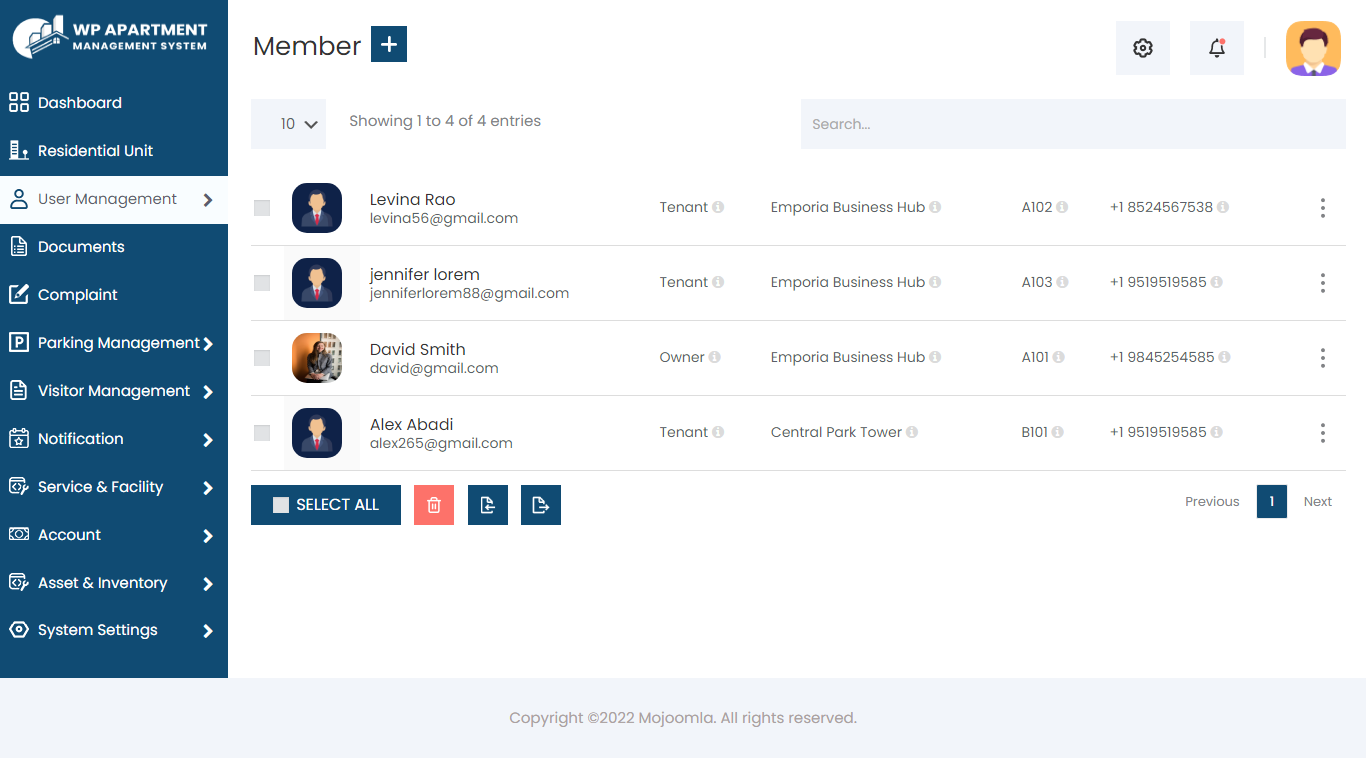 WP APARTMENT
MANAGEMENT SYSTEM
Dashboard
Residential Unit
User Management
Documents
Complaint
Parking Management
Visitor Management
Notification
Service & Facility
Account
Asset & Inventory
System Settings
Member
10
Showing 1 to 4 of 4 entries
Search...
Levina Rao
levina56@gmail.com
Tenant
Emporia Business Hub
A102
+1 8524567538
jennifer lorem
jenniferlorem88@gmail.com
Tenant
Emporia Business Hub
A103
+1 9519519585
David Smith
david@gmail.com
Owner
Emporia Business Hub
A101
+1 9845254585
Alex Abadi
alex265@gmail.com
Tenant
Central Park Tower
B101
+1 9519519585
SELECT ALL
Previous
1
Next
Copyright ©2022 Mojoomla. All rights reserved.